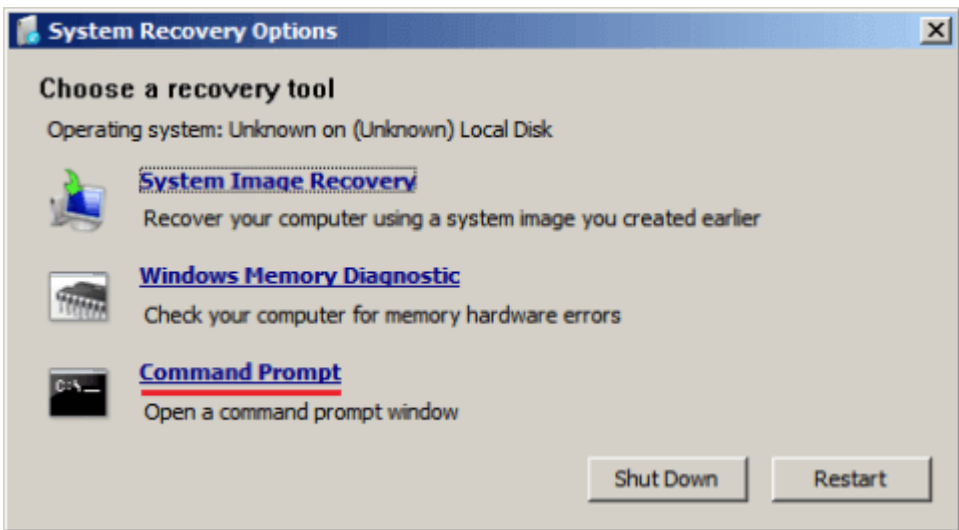 System Recovery Options
Choose a recovery tool
Operating system: Unknown on (Unknown) Local Disk
System Image Recovery
Recover your computer using a system image you created earlier
Windows Memory Diagnostic
Check your computer for memory hardware errors
C:\_
Command Prompt
Open a command prompt window
Shut Down Restart